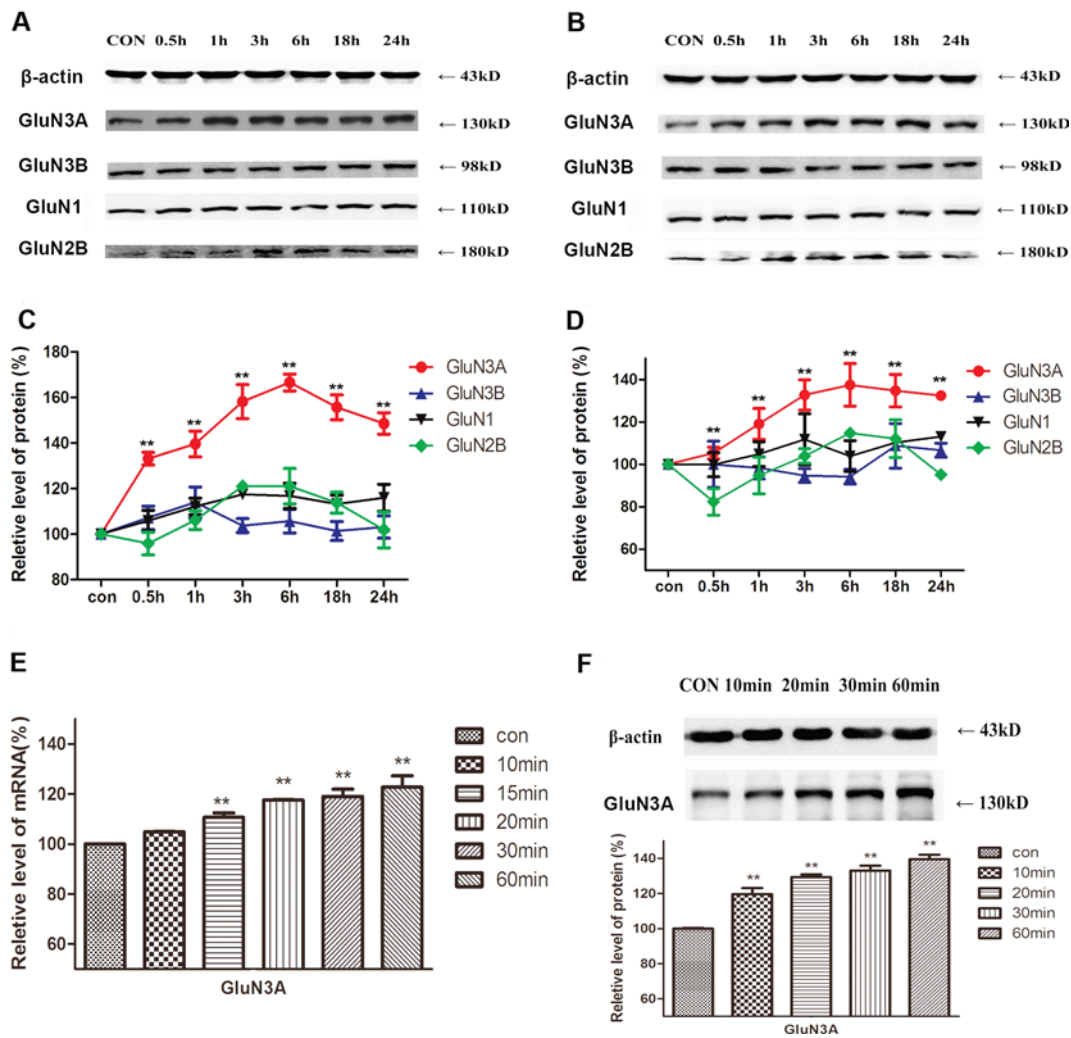 A
CON 0.5h 1h 3h 6h 18h 24h
β-actin ← 43kD
GluN3A ← 130kD
GluN3B ← 98kD
GluN1 ← 110kD
GluN2B ← 180kD
B
CON 0.5h 1h 3h 6h 18h 24h
β-actin ← 43kD
GluN3A ← 130kD
GluN3B ← 98kD
GluN1 ← 110kD
GluN2B ← 180kD
C
Reletive level of protein (%)
180
160
140
120
100
80
** ** ** ** ** **
con 0.5h 1h 3h 6h 18h 24h
GluN3A
GluN3B
GluN1
GluN2B
D
Reletive level of protein (%)
140
120
100
80
60
** ** ** ** ** **
con 0.5h 1h 3h 6h 18h 24h
GluN3A
GluN3B
GluN1
GluN2B
E
Reletive level of mRNA(%)
140
120
100
80
60
** ** ** **
GluN3A
con
10min
15min
20min
30min
60min
F
CON 10min 20min 30min 60min
β-actin ← 43kD
GluN3A ← 130kD
Reletive level of protein (%)
140
120
100
80
60
** ** ** **
GluN3A
con
10min
20min
30min
60min